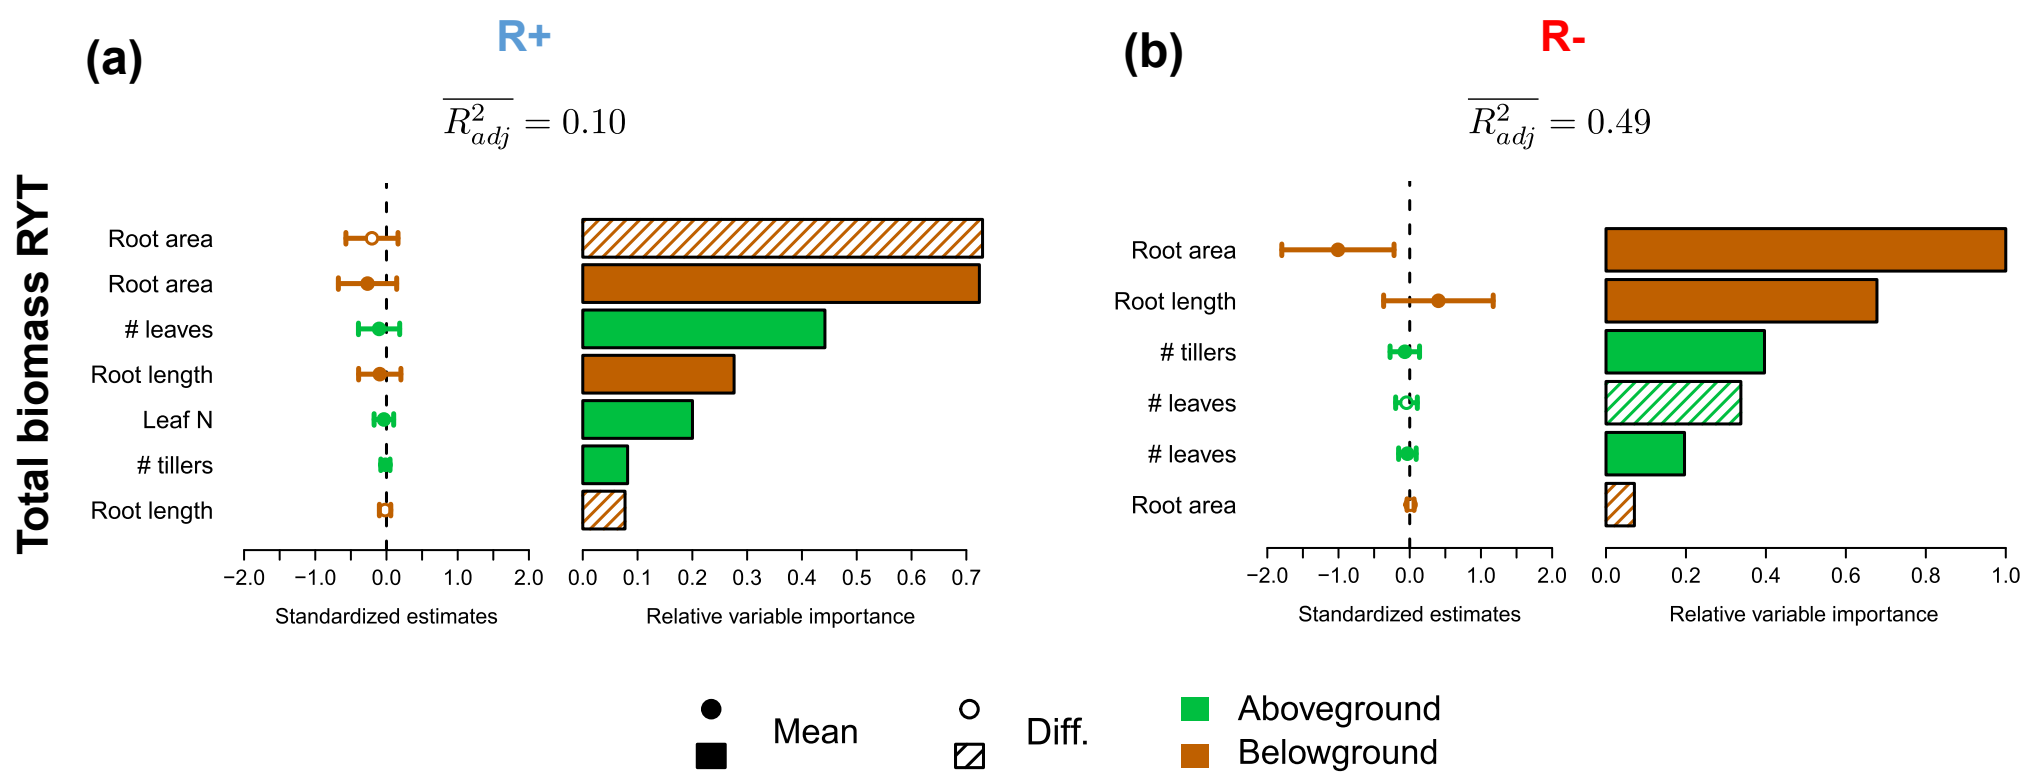 (a)
R+
R²adj = 0.10
Total biomass RYT
Root area
Root area
# leaves
Root length
Leaf N
# tillers
Root length
−2.0 −1.0 0.0 1.0 2.0
Standardized estimates
0.0 0.1 0.2 0.3 0.4 0.5 0.6 0.7
Relative variable importance
(b)
R-
R²adj = 0.49
Root area
Root length
# tillers
# leaves
# leaves
Root area
−2.0 −1.0 0.0 1.0 2.0
Standardized estimates
0.0 0.2 0.4 0.6 0.8 1.0
Relative variable importance
Mean
Diff.
Aboveground
Belowground